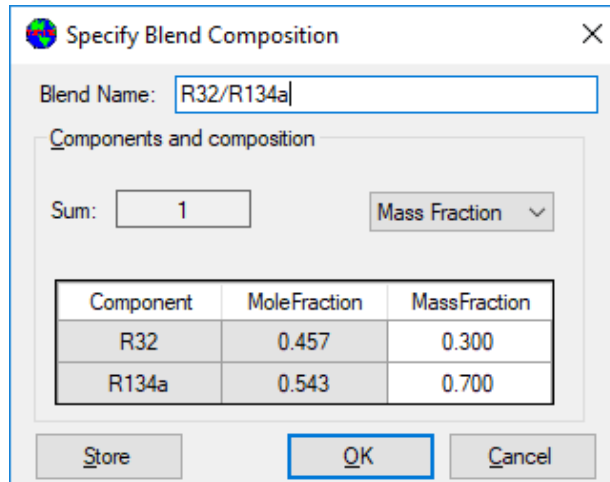 Specify Blend Composition
Blend Name: R32/R134a
Components and composition
Sum: 1 Mass Fraction
Component MoleFraction MassFraction
R32 0.457 0.300
R134a 0.543 0.700
Store OK Cancel